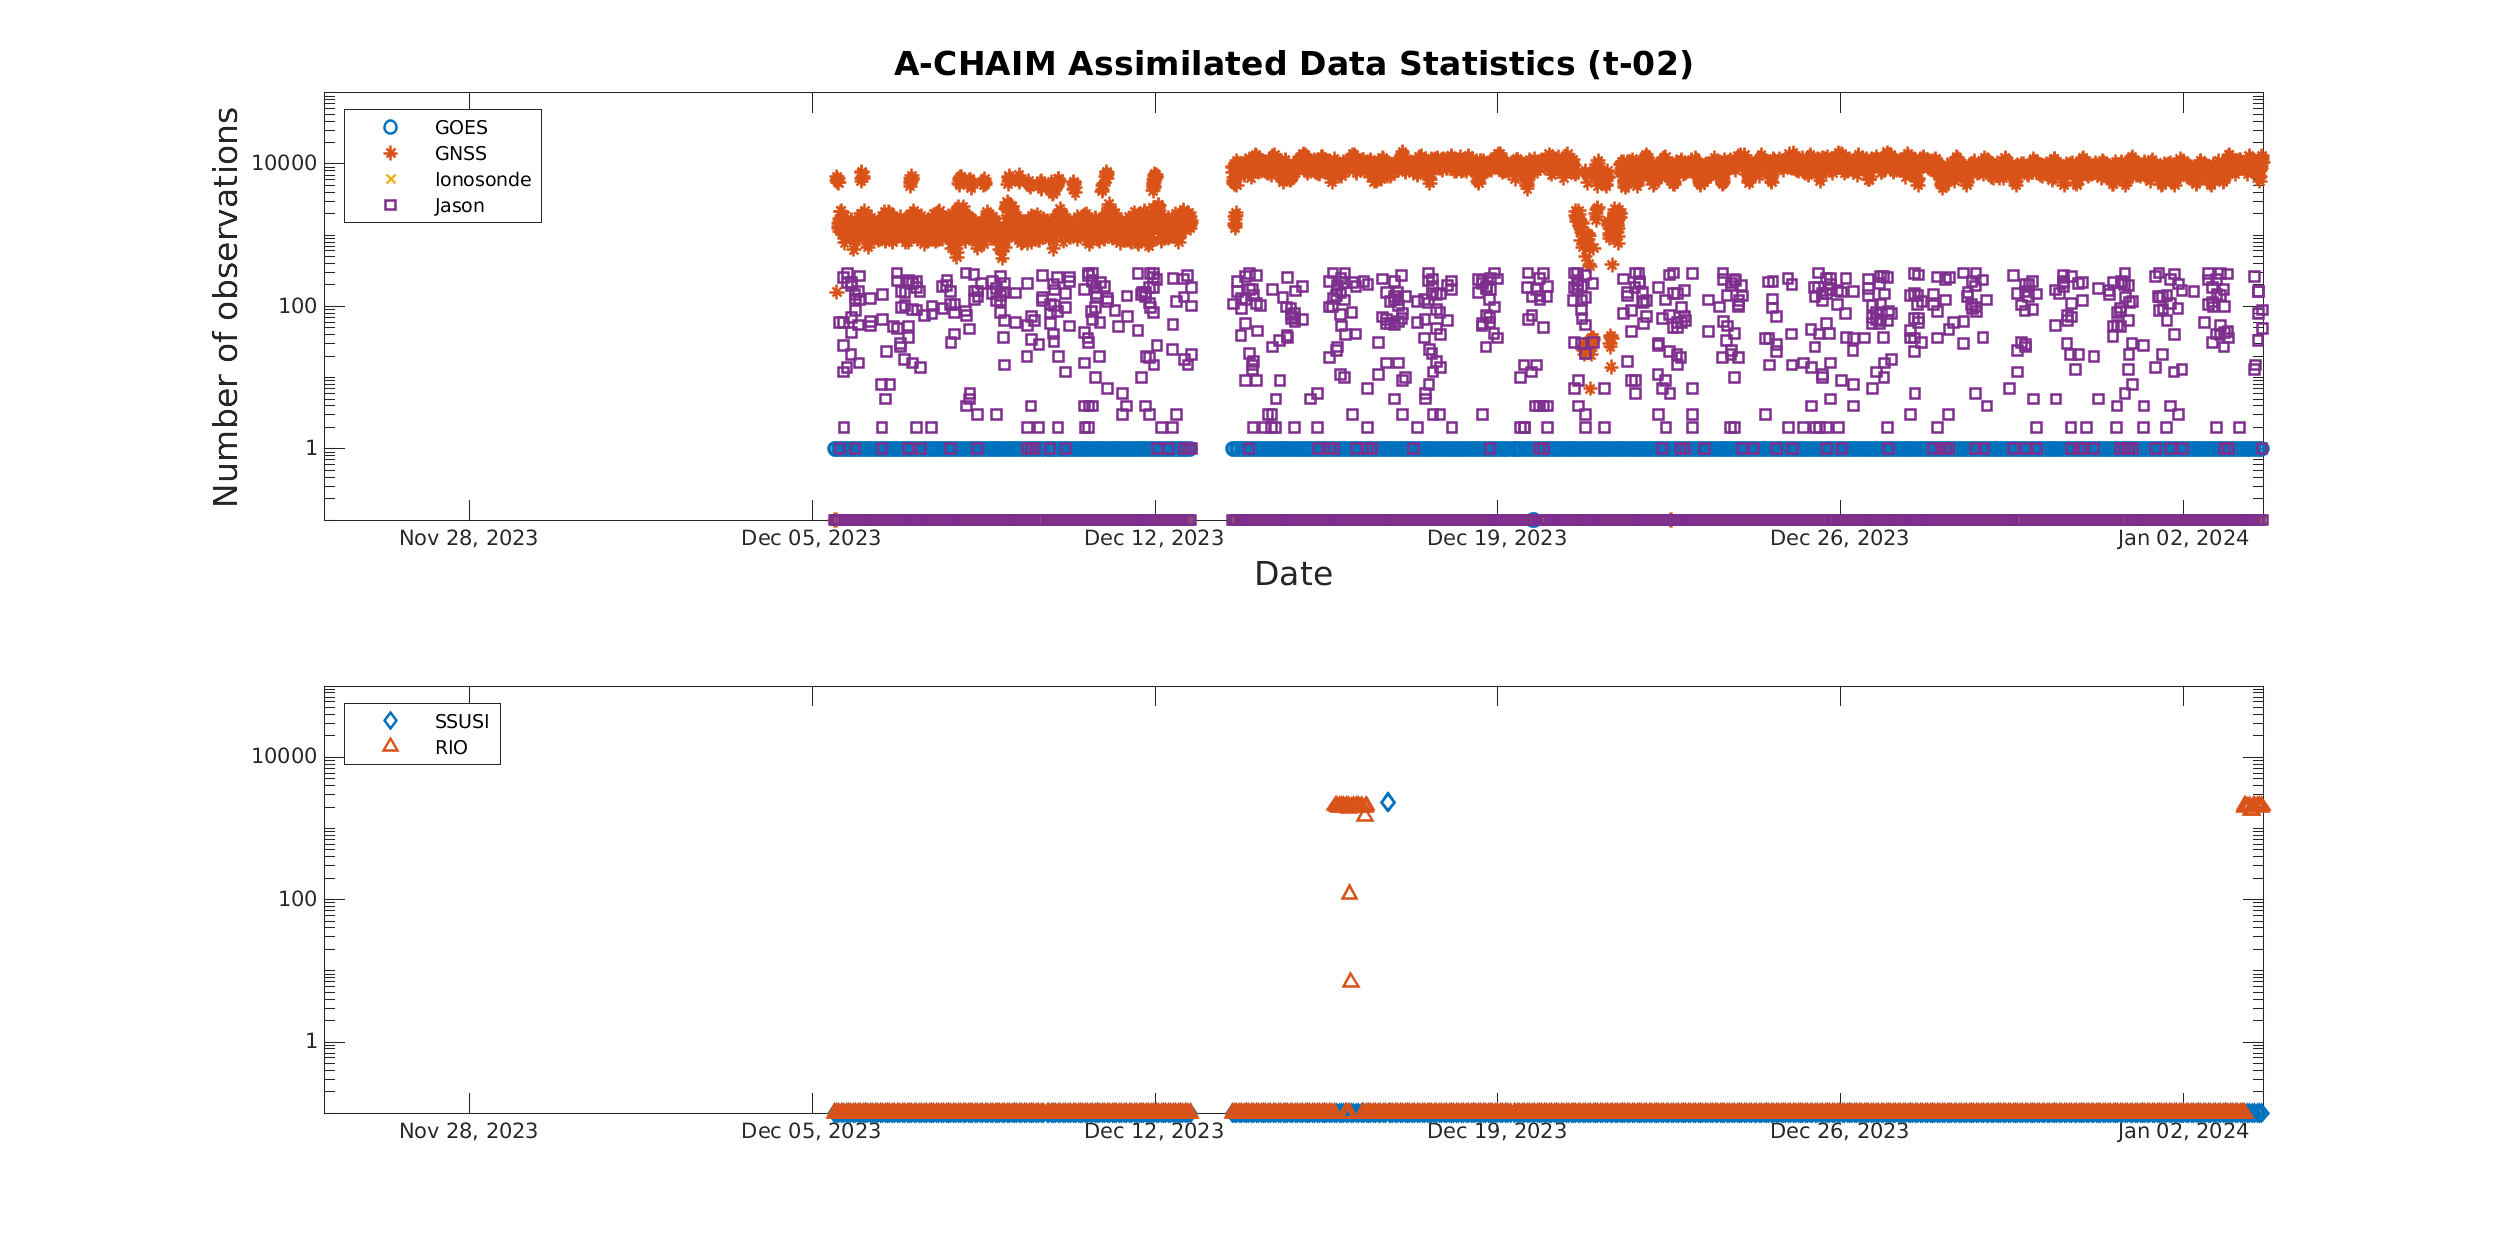 A-CHAIM Assimilated Data Statistics (t-02)
Number of observations
10000
100
1
GOES
GNSS
Ionosonde
Jason
Nov 28, 2023
Dec 05, 2023
Dec 12, 2023
Dec 19, 2023
Dec 26, 2023
Jan 02, 2024
Date
10000
100
1
SSUSI
RIO
Nov 28, 2023
Dec 05, 2023
Dec 12, 2023
Dec 19, 2023
Dec 26, 2023
Jan 02, 2024